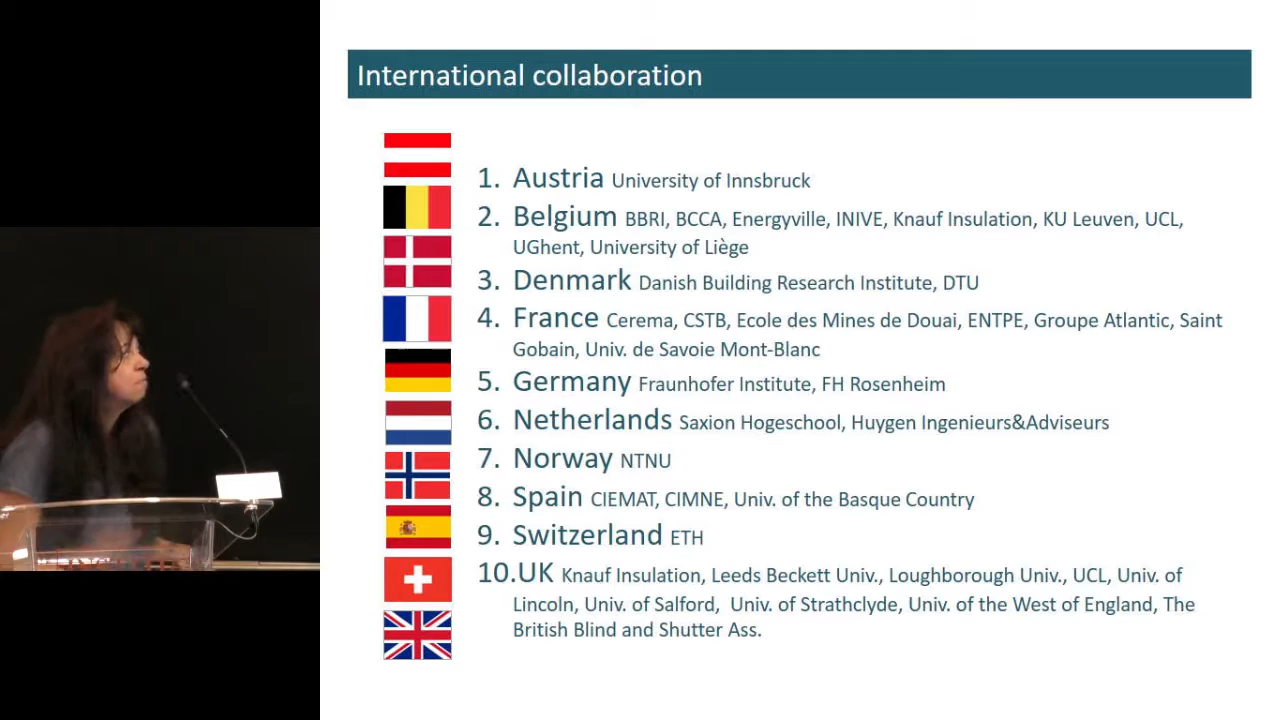 International collaboration
1. Austria University of Innsbruck
2. Belgium BBRI, BCCA, Energyville, INIVE, Knauf Insulation, KU Leuven, UCL,
UGhent, University of Liège
3. Denmark Danish Building Research Institute, DTU
4. France Cerema, CSTB, Ecole des Mines de Douai, ENTPE, Groupe Atlantic, Saint
Gobain, Univ. de Savoie Mont-Blanc
5. Germany Fraunhofer Institute, FH Rosenheim
6. Netherlands Saxion Hogeschool, Huygen Ingenieurs&Adviseurs
7. Norway NTNU
8. Spain CIEMAT, CIMNE, Univ. of the Basque Country
9. Switzerland ETH
10.UK Knauf Insulation, Leeds Beckett Univ., Loughborough Univ., UCL, Univ. of
Lincoln, Univ. of Salford, Univ. of Strathclyde, Univ. of the West of England, The
British Blind and Shutter Ass.